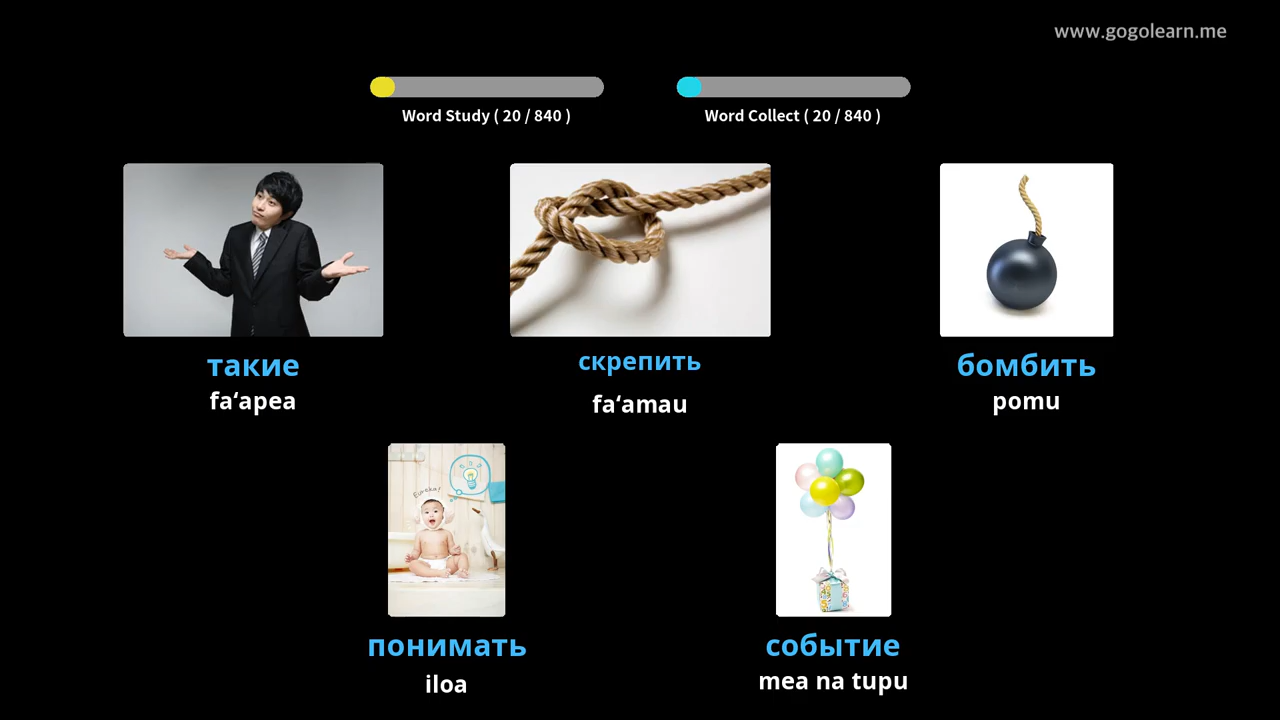 www.gogolearn.me
Word Study ( 20 / 840 )
Word Collect ( 20 / 840 )
такие
fa‘apea
скрепить
fa‘amau
бомбить
pomu
Eureka!
понимать
iloa
событие
mea na tupu